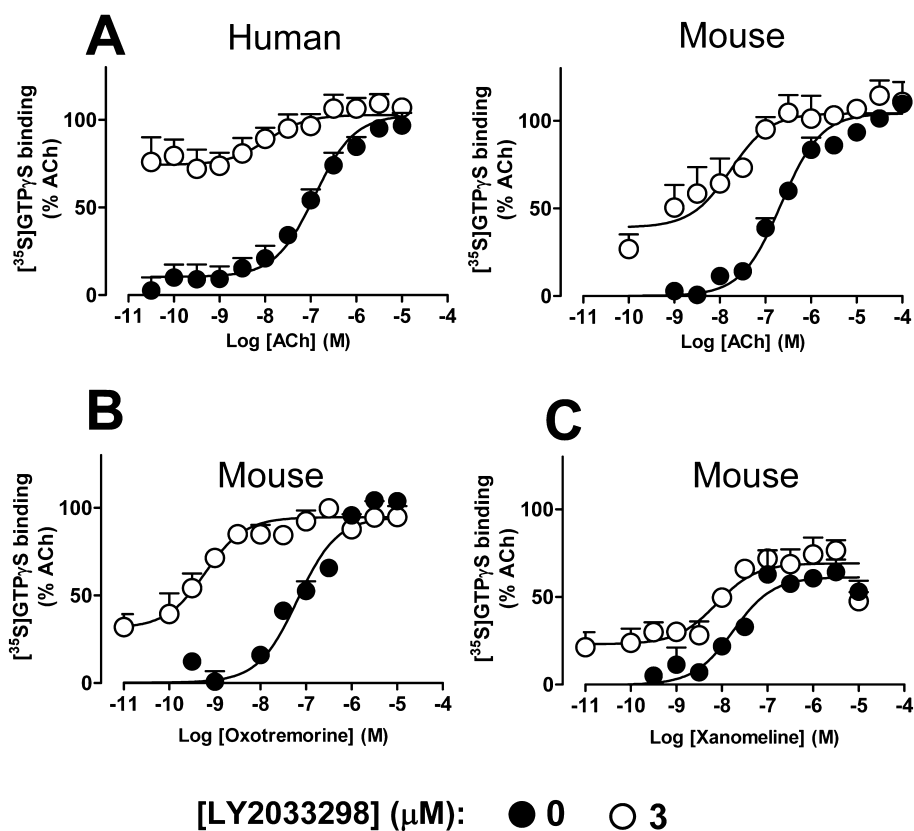 A
Human
Mouse
[³⁵S]GTPγS binding
(% ACh)
100
50
0
-11 -10 -9 -8 -7 -6 -5 -4
Log [ACh] (M)
[³⁵S]GTPγS binding
(% ACh)
100
50
0
-11 -10 -9 -8 -7 -6 -5 -4
Log [ACh] (M)
B
Mouse
[³⁵S]GTPγS binding
(% ACh)
100
50
0
-11 -10 -9 -8 -7 -6 -5 -4
Log [Oxotremorine] (M)
C
Mouse
[³⁵S]GTPγS binding
(% ACh)
100
50
0
-11 -10 -9 -8 -7 -6 -5 -4
Log [Xanomeline] (M)
[LY2033298] (μM): 0 3